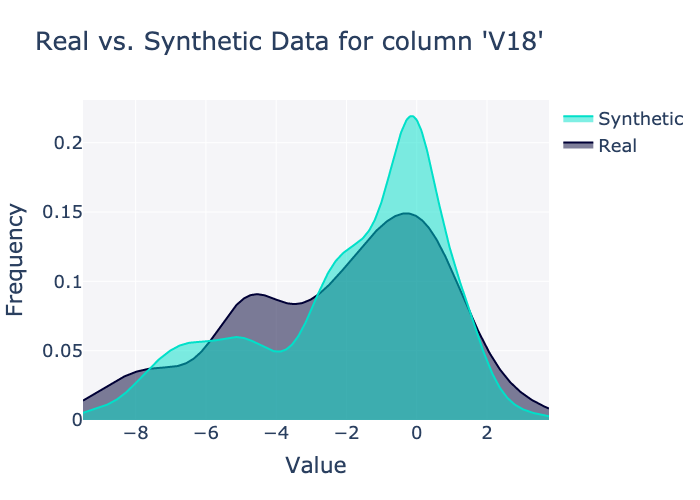 Real vs. Synthetic Data for column 'V18'
Synthetic
Real
Frequency
0.2
0.15
0.1
0.05
0
−8
−6
−4
−2
0
2
Value